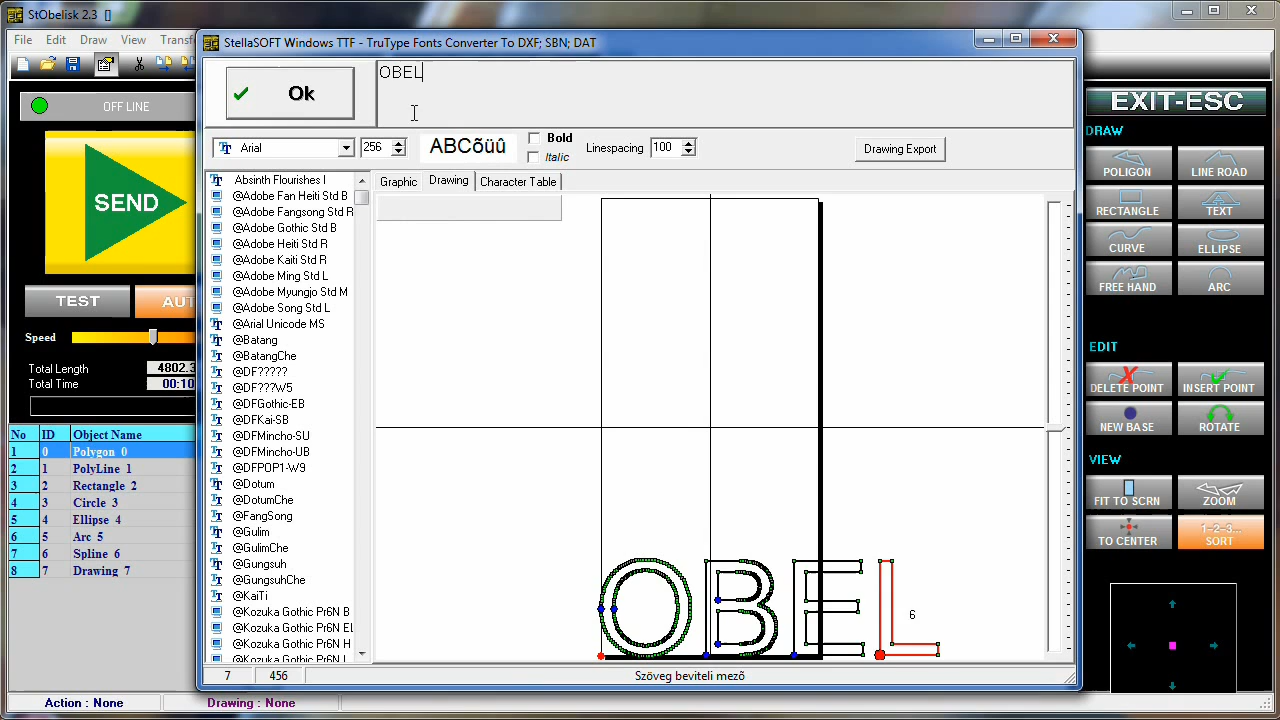 StObelisk 2.3 []
File Edit Draw View Transf
StellaSOFT Windows TTF - TruType Fonts Converter To DXF; SBN; DAT
Ok
OBEL
Arial
256
ABCõüû
Bold
Italic
Linespacing
100
Drawing Export
Graphic
Drawing
Character Table
Absinth Flourishes I
@Adobe Fan Heiti Std B
@Adobe Fangsong Std R
@Adobe Gothic Std B
@Adobe Heiti Std R
@Adobe Kaiti Std R
@Adobe Ming Std L
@Adobe Myungjo Std M
@Adobe Song Std L
@Arial Unicode MS
@Batang
@BatangChe
@DF?????
@DF???W5
@DFGothic-EB
@DFKai-SB
@DFMincho-SU
@DFMincho-UB
@DFPOP1-W9
@Dotum
@DotumChe
@FangSong
@Gulim
@GulimChe
@Gungsuh
@GungsuhChe
@KaiTi
@Kozuka Gothic Pr6N B
@Kozuka Gothic Pr6N EL
@Kozuka Gothic Pr6N H
@Kozuka Gothic Pr6N L
OBEL
6
7
456
Szöveg beviteli mező
OFF LINE
SEND
TEST
AUT
Speed
Total Length 4802.3
Total Time 00:10
No ID Object Name
1 0 Polygon 0
2 1 PolyLine 1
3 2 Rectangle 2
4 3 Circle 3
5 4 Ellipse 4
6 5 Arc 5
7 6 Spline 6
8 7 Drawing 7
Action : None
Drawing : None
EXIT-ESC
DRAW
POLIGON
LINE ROAD
RECTANGLE
TEXT
CURVE
ELLIPSE
FREE HAND
ARC
EDIT
DELETE POINT
INSERT POINT
NEW BASE
ROTATE
VIEW
FIT TO SCRN
ZOOM
TO CENTER
1-2-3...
SORT